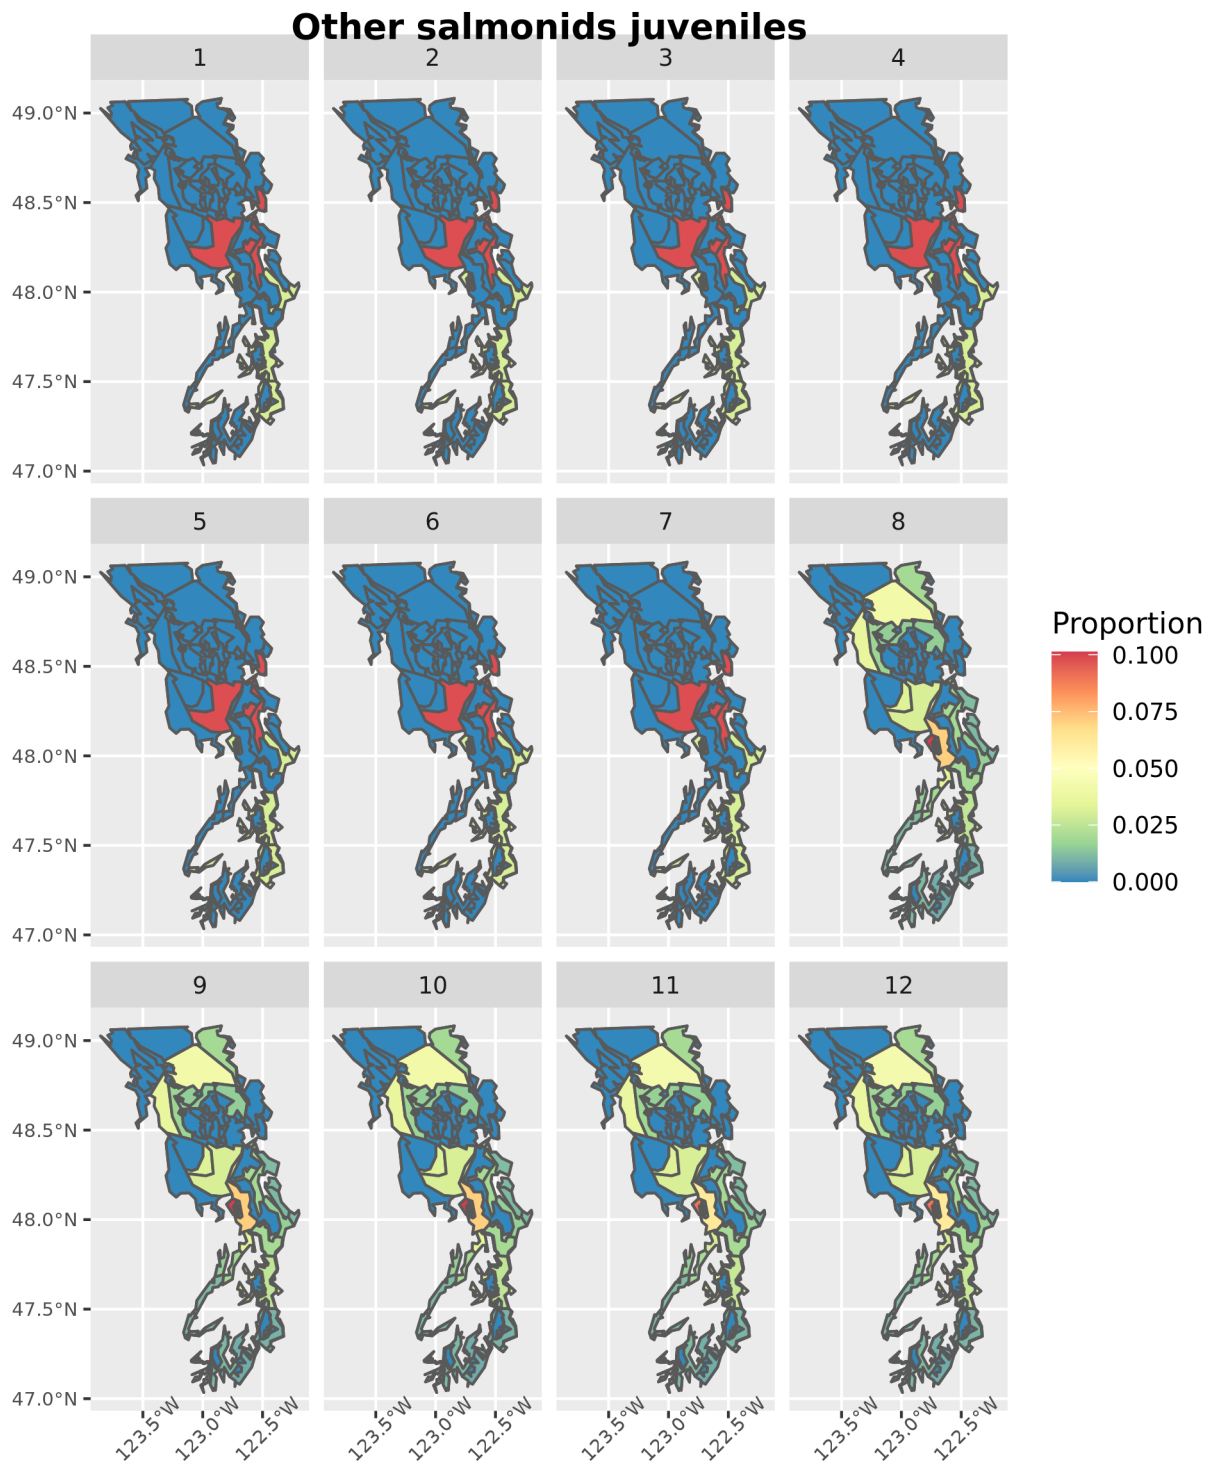 Other salmonids juveniles
1 2 3 4
49.0°N
48.5°N
48.0°N
47.5°N
47.0°N
5 6 7 8
49.0°N
48.5°N
48.0°N
47.5°N
47.0°N
Proportion
0.100
0.075
0.050
0.025
0.000
9 10 11 12
49.0°N
48.5°N
48.0°N
47.5°N
47.0°N
123.5°W 123.0°W 122.5°W 123.5°W 123.0°W 122.5°W 123.5°W 123.0°W 122.5°W 123.5°W 123.0°W 122.5°W